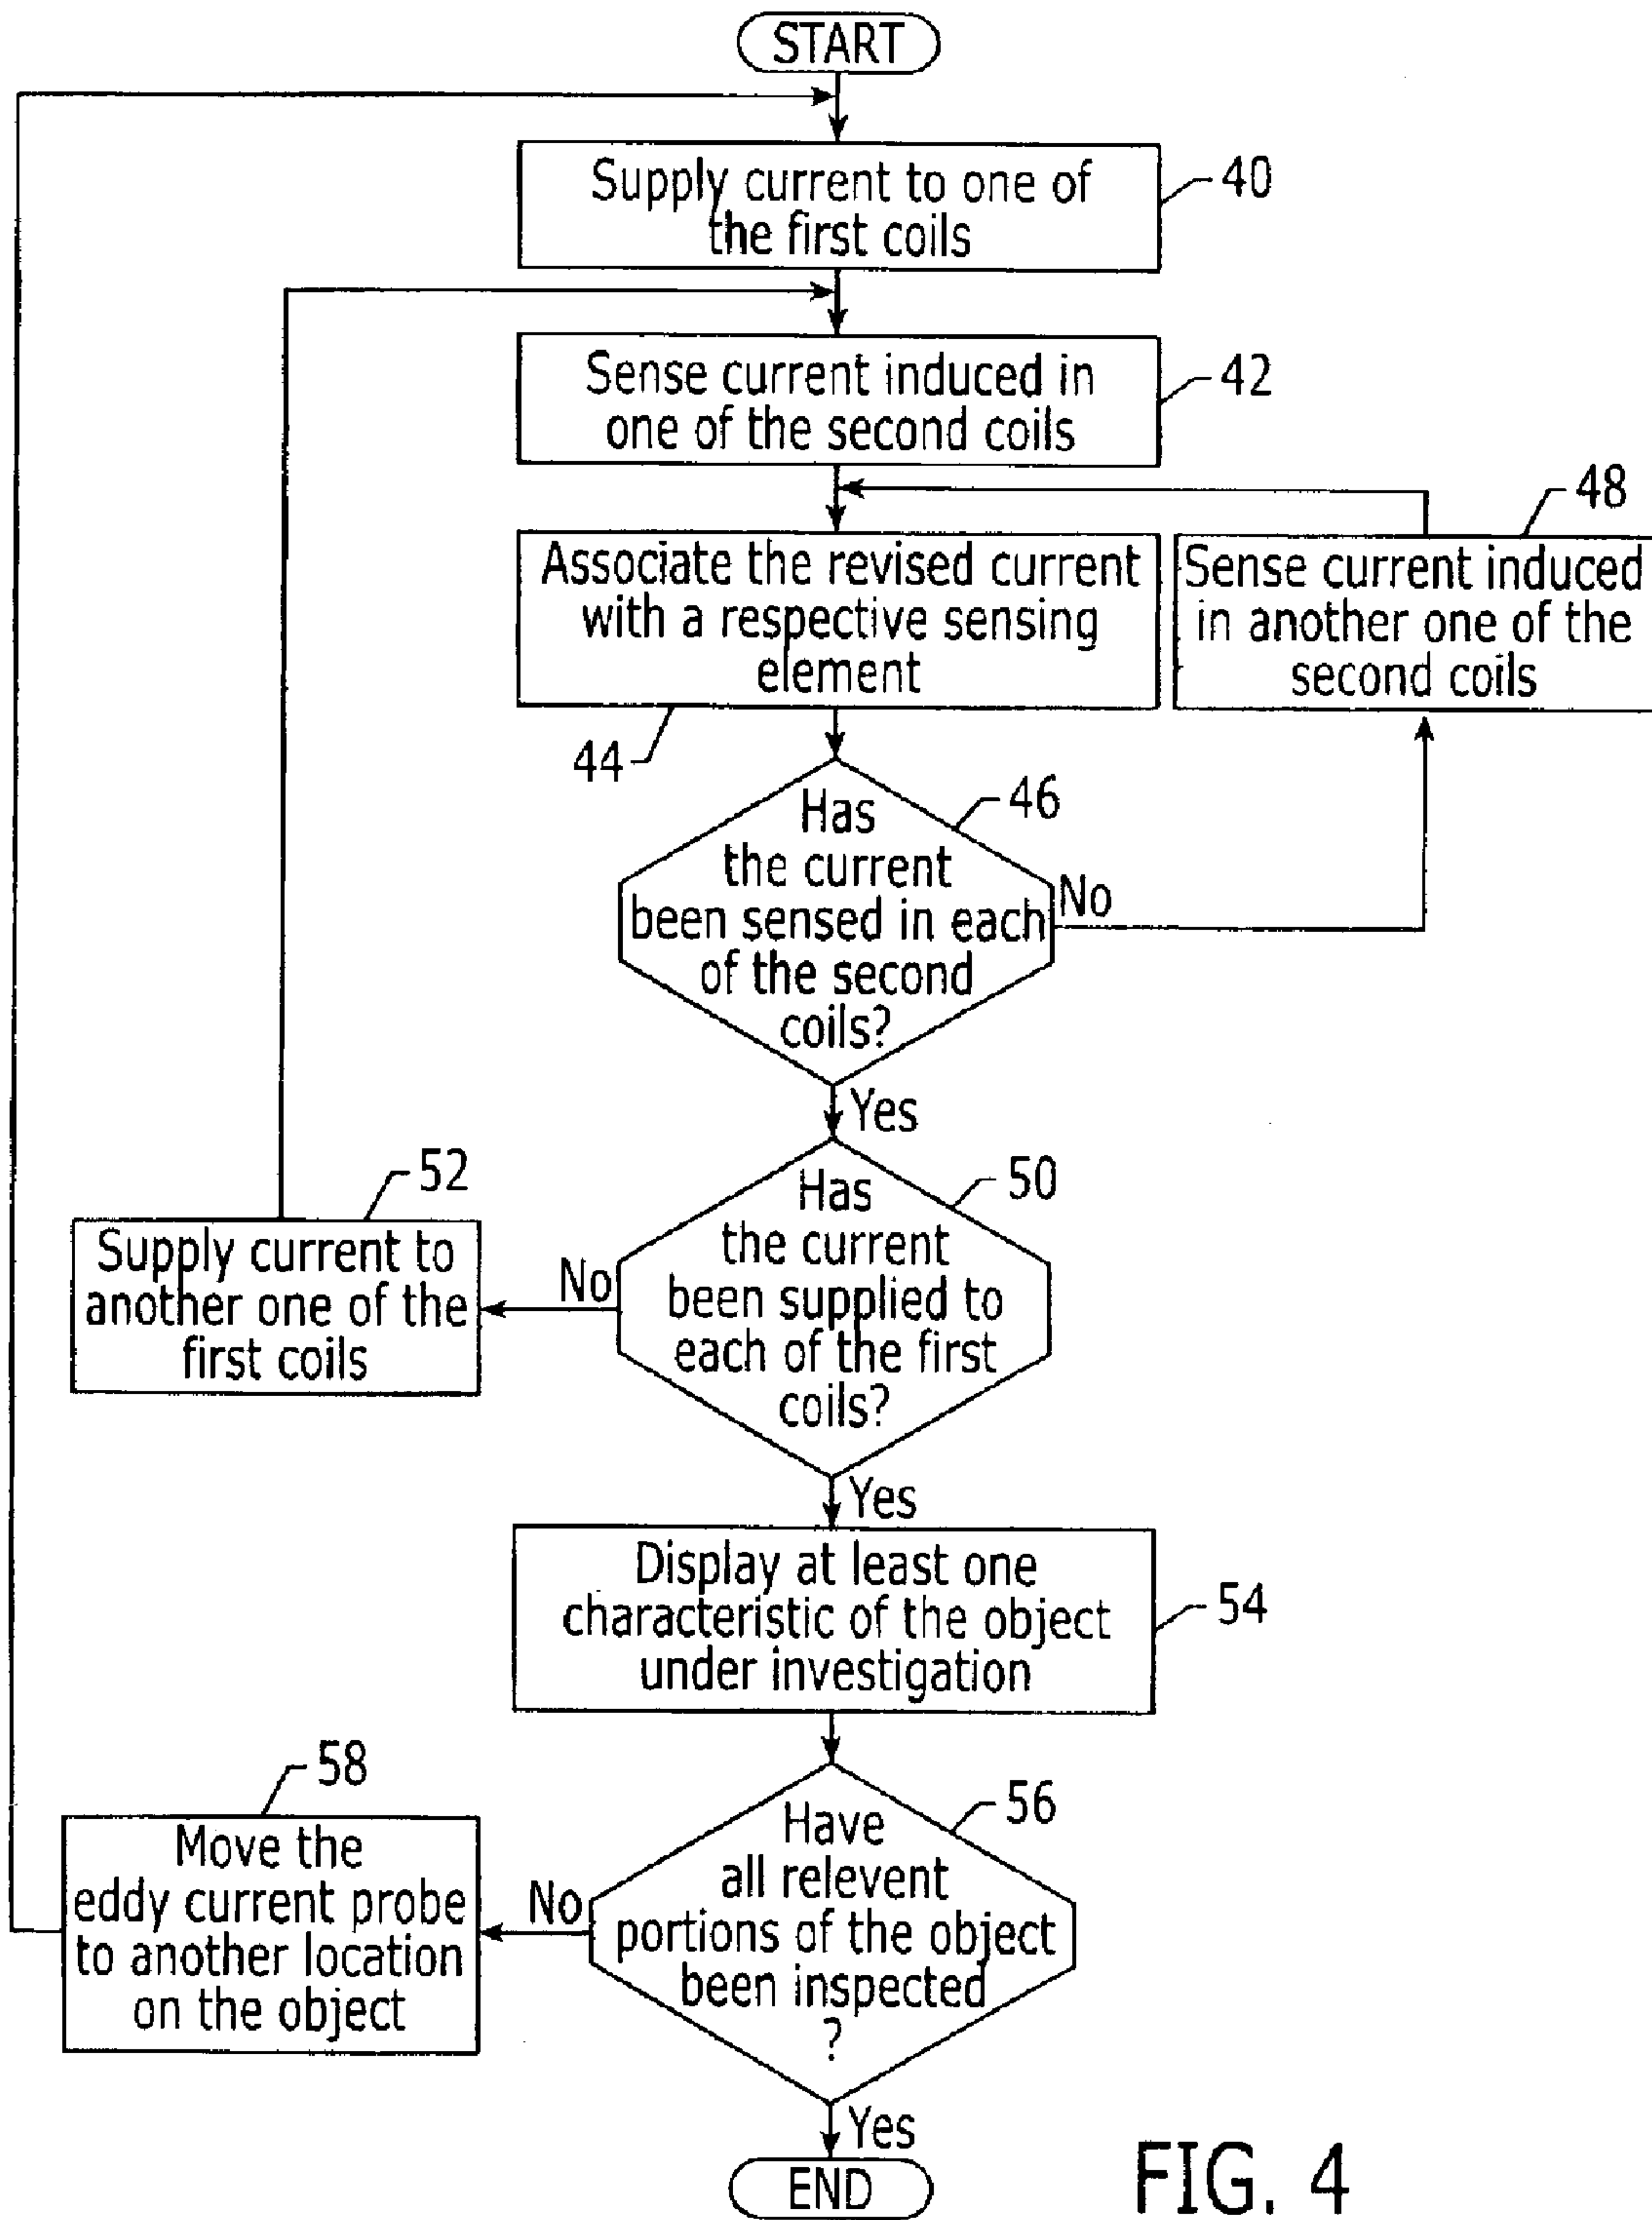 START
Supply current to one of
the first coils
40
Sense current induced in
one of the second coils
42
Associate the revised current
with a respective sensing
element
44
48
Sense current induced
in another one of the
second coils
46
Has
the current
been sensed in each
of the second
coils?
No
Yes
50
Has
the current
been supplied to
each of the first
coils?
No
52
Supply current to
another one of the
first coils
Yes
Display at least one
characteristic of the object
under investigation
54
56
Have
all relevent
portions of the object
been inspected
?
No
58
Move the
eddy current probe
to another location
on the object
Yes
END
FIG. 4